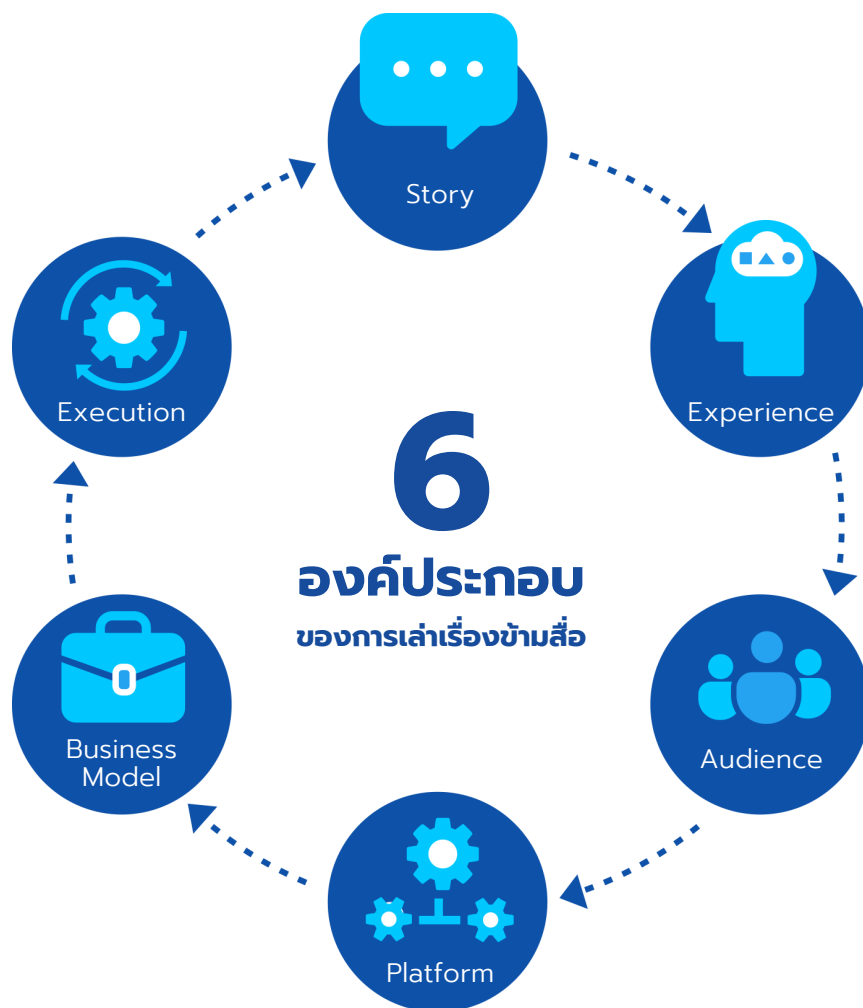 Story
Experience
Audience
Platform
Business
Model
Execution
6
องค์ประกอบ
ของการเล่าเรื่องข้ามสื่อ